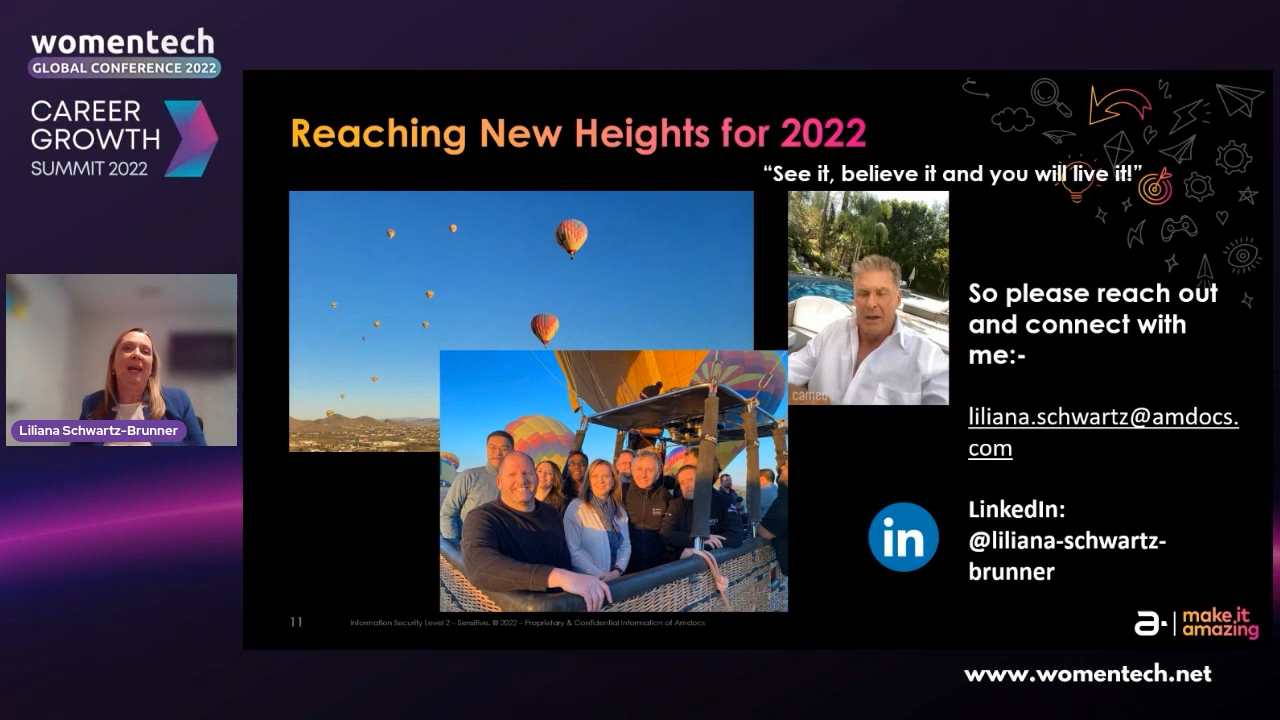 womentech
GLOBAL CONFERENCE 2022
CAREER
GROWTH
SUMMIT 2022
Reaching New Heights for 2022
“See it, believe it and you will live it!”
cameo
So please reach out
and connect with
me:-
liliana.schwartz@amdocs.
com
in
LinkedIn:
@liliana-schwartz-
brunner
Liliana Schwartz-Brunner
11
Information Security Level 2 – Sensitive. © 2022 – Proprietary & Confidential Information of Amdocs
a
make it
amazing
www.womentech.net